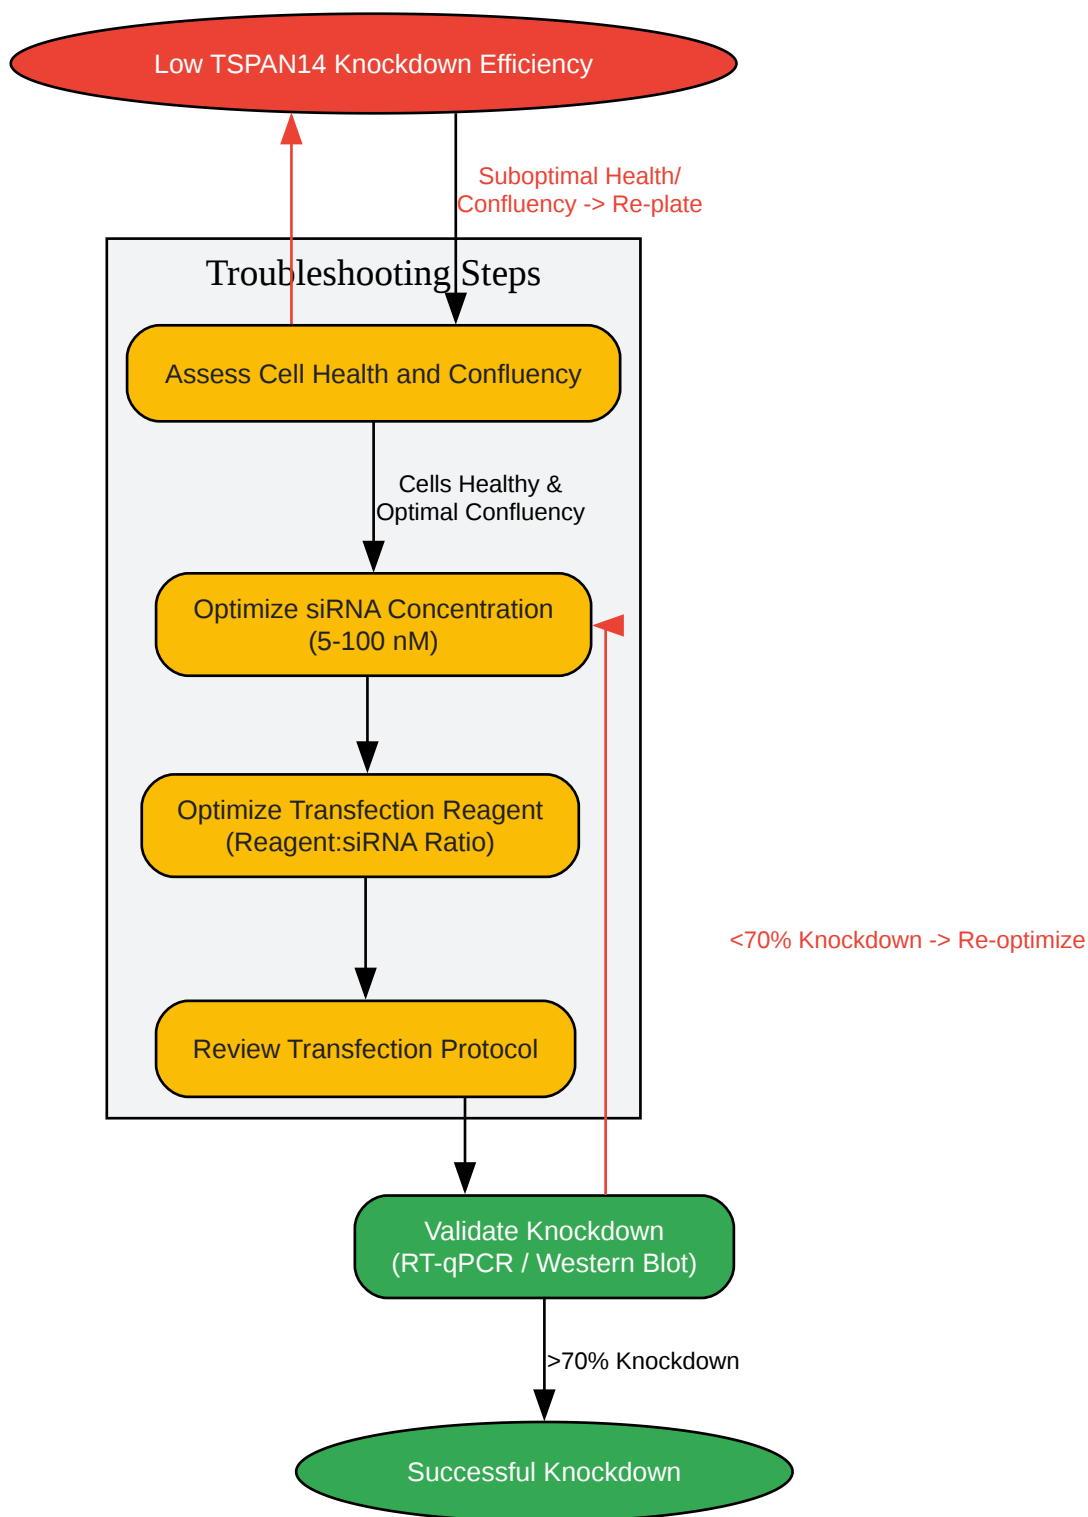 Low TSPAN14 Knockdown Efficiency
Suboptimal Health/
Confluency -> Re-plate
Troubleshooting Steps
Assess Cell Health and Confluency
Cells Healthy &
Optimal Confluency
Optimize siRNA Concentration
(5-100 nM)
Optimize Transfection Reagent
(Reagent:siRNA Ratio)
<70% Knockdown -> Re-optimize
Review Transfection Protocol
Validate Knockdown
(RT-qPCR / Western Blot)
>70% Knockdown
Successful Knockdown